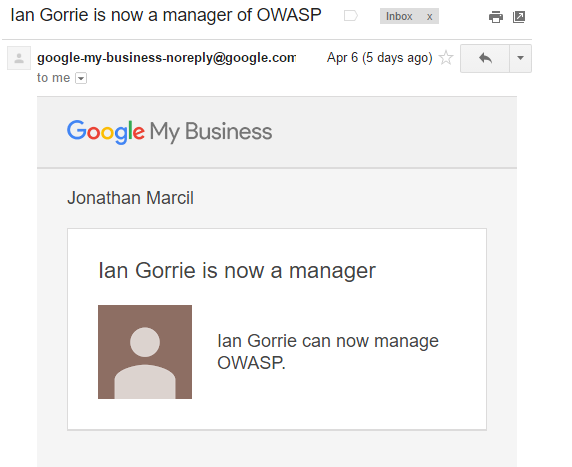 Ian Gorrie is now a manager of OWASP
Inbox x
google-my-business-noreply@google.com Apr 6 (5 days ago)
to me
Google My Business
Jonathan Marcil
Ian Gorrie is now a manager
Ian Gorrie can now manage
OWASP.